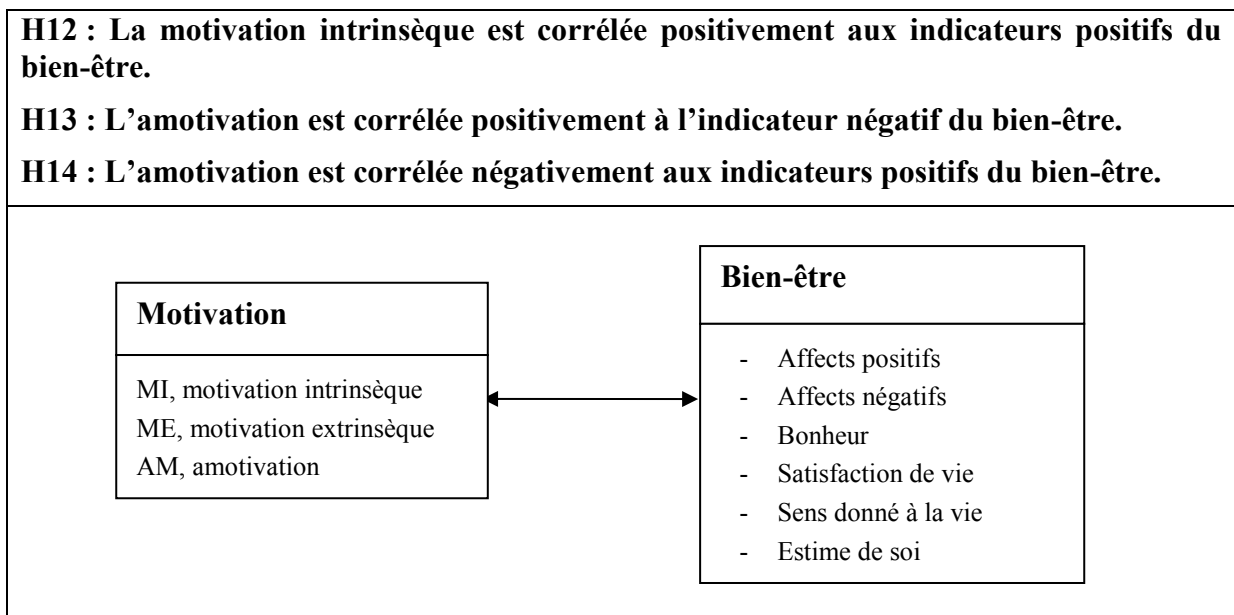 H12 : La motivation intrinsèque est corrélée positivement aux indicateurs positifs du
bien-être.
H13 : L’amotivation est corrélée positivement à l’indicateur négatif du bien-être.
H14 : L’amotivation est corrélée négativement aux indicateurs positifs du bien-être.
Motivation
MI, motivation intrinsèque
ME, motivation extrinsèque
AM, amotivation
Bien-être
- Affects positifs
- Affects négatifs
- Bonheur
- Satisfaction de vie
- Sens donné à la vie
- Estime de soi